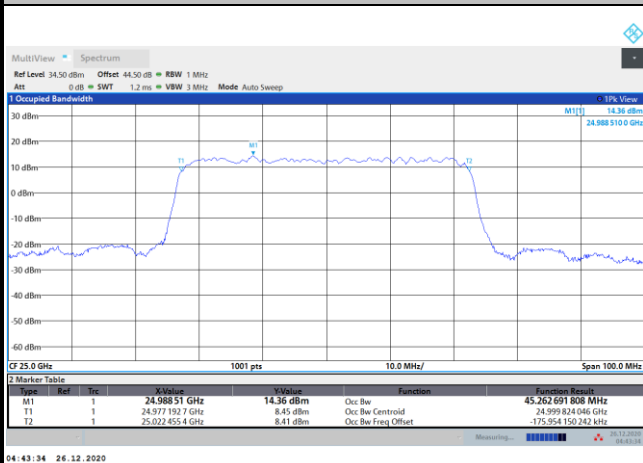 MultiView Spectrum
Ref Level 34.50 dBm Offset 44.50 dB RBW 1 MHz
Att 0 dB SWT 1.2 ms VBW 3 MHz Mode Auto Sweep
1 Occupied Bandwidth 1Pk View
M1[1] 14.36 dBm
24.988 510 0 GHz
30 dBm
20 dBm
M1
T1 T2
10 dBm
0 dBm
-10 dBm
-20 dBm
-30 dBm
-40 dBm
-50 dBm
-60 dBm
CF 25.0 GHz 1001 pts 10.0 MHz/ Span 100.0 MHz
2 Marker Table
Type Ref Trc X-Value Y-Value Function Function Result
M1 1 24.988 51 GHz 14.36 dBm Occ Bw 45.262 691 808 MHz
T1 1 24.977 192 7 GHz 8.45 dBm Occ Bw Centroid 24.999 824 046 GHz
T2 1 25.022 455 4 GHz 8.41 dBm Occ Bw Freq Offset -175.954 150 242 kHz
Measuring... 26.12.2020
04:43:34
04:43:34 26.12.2020